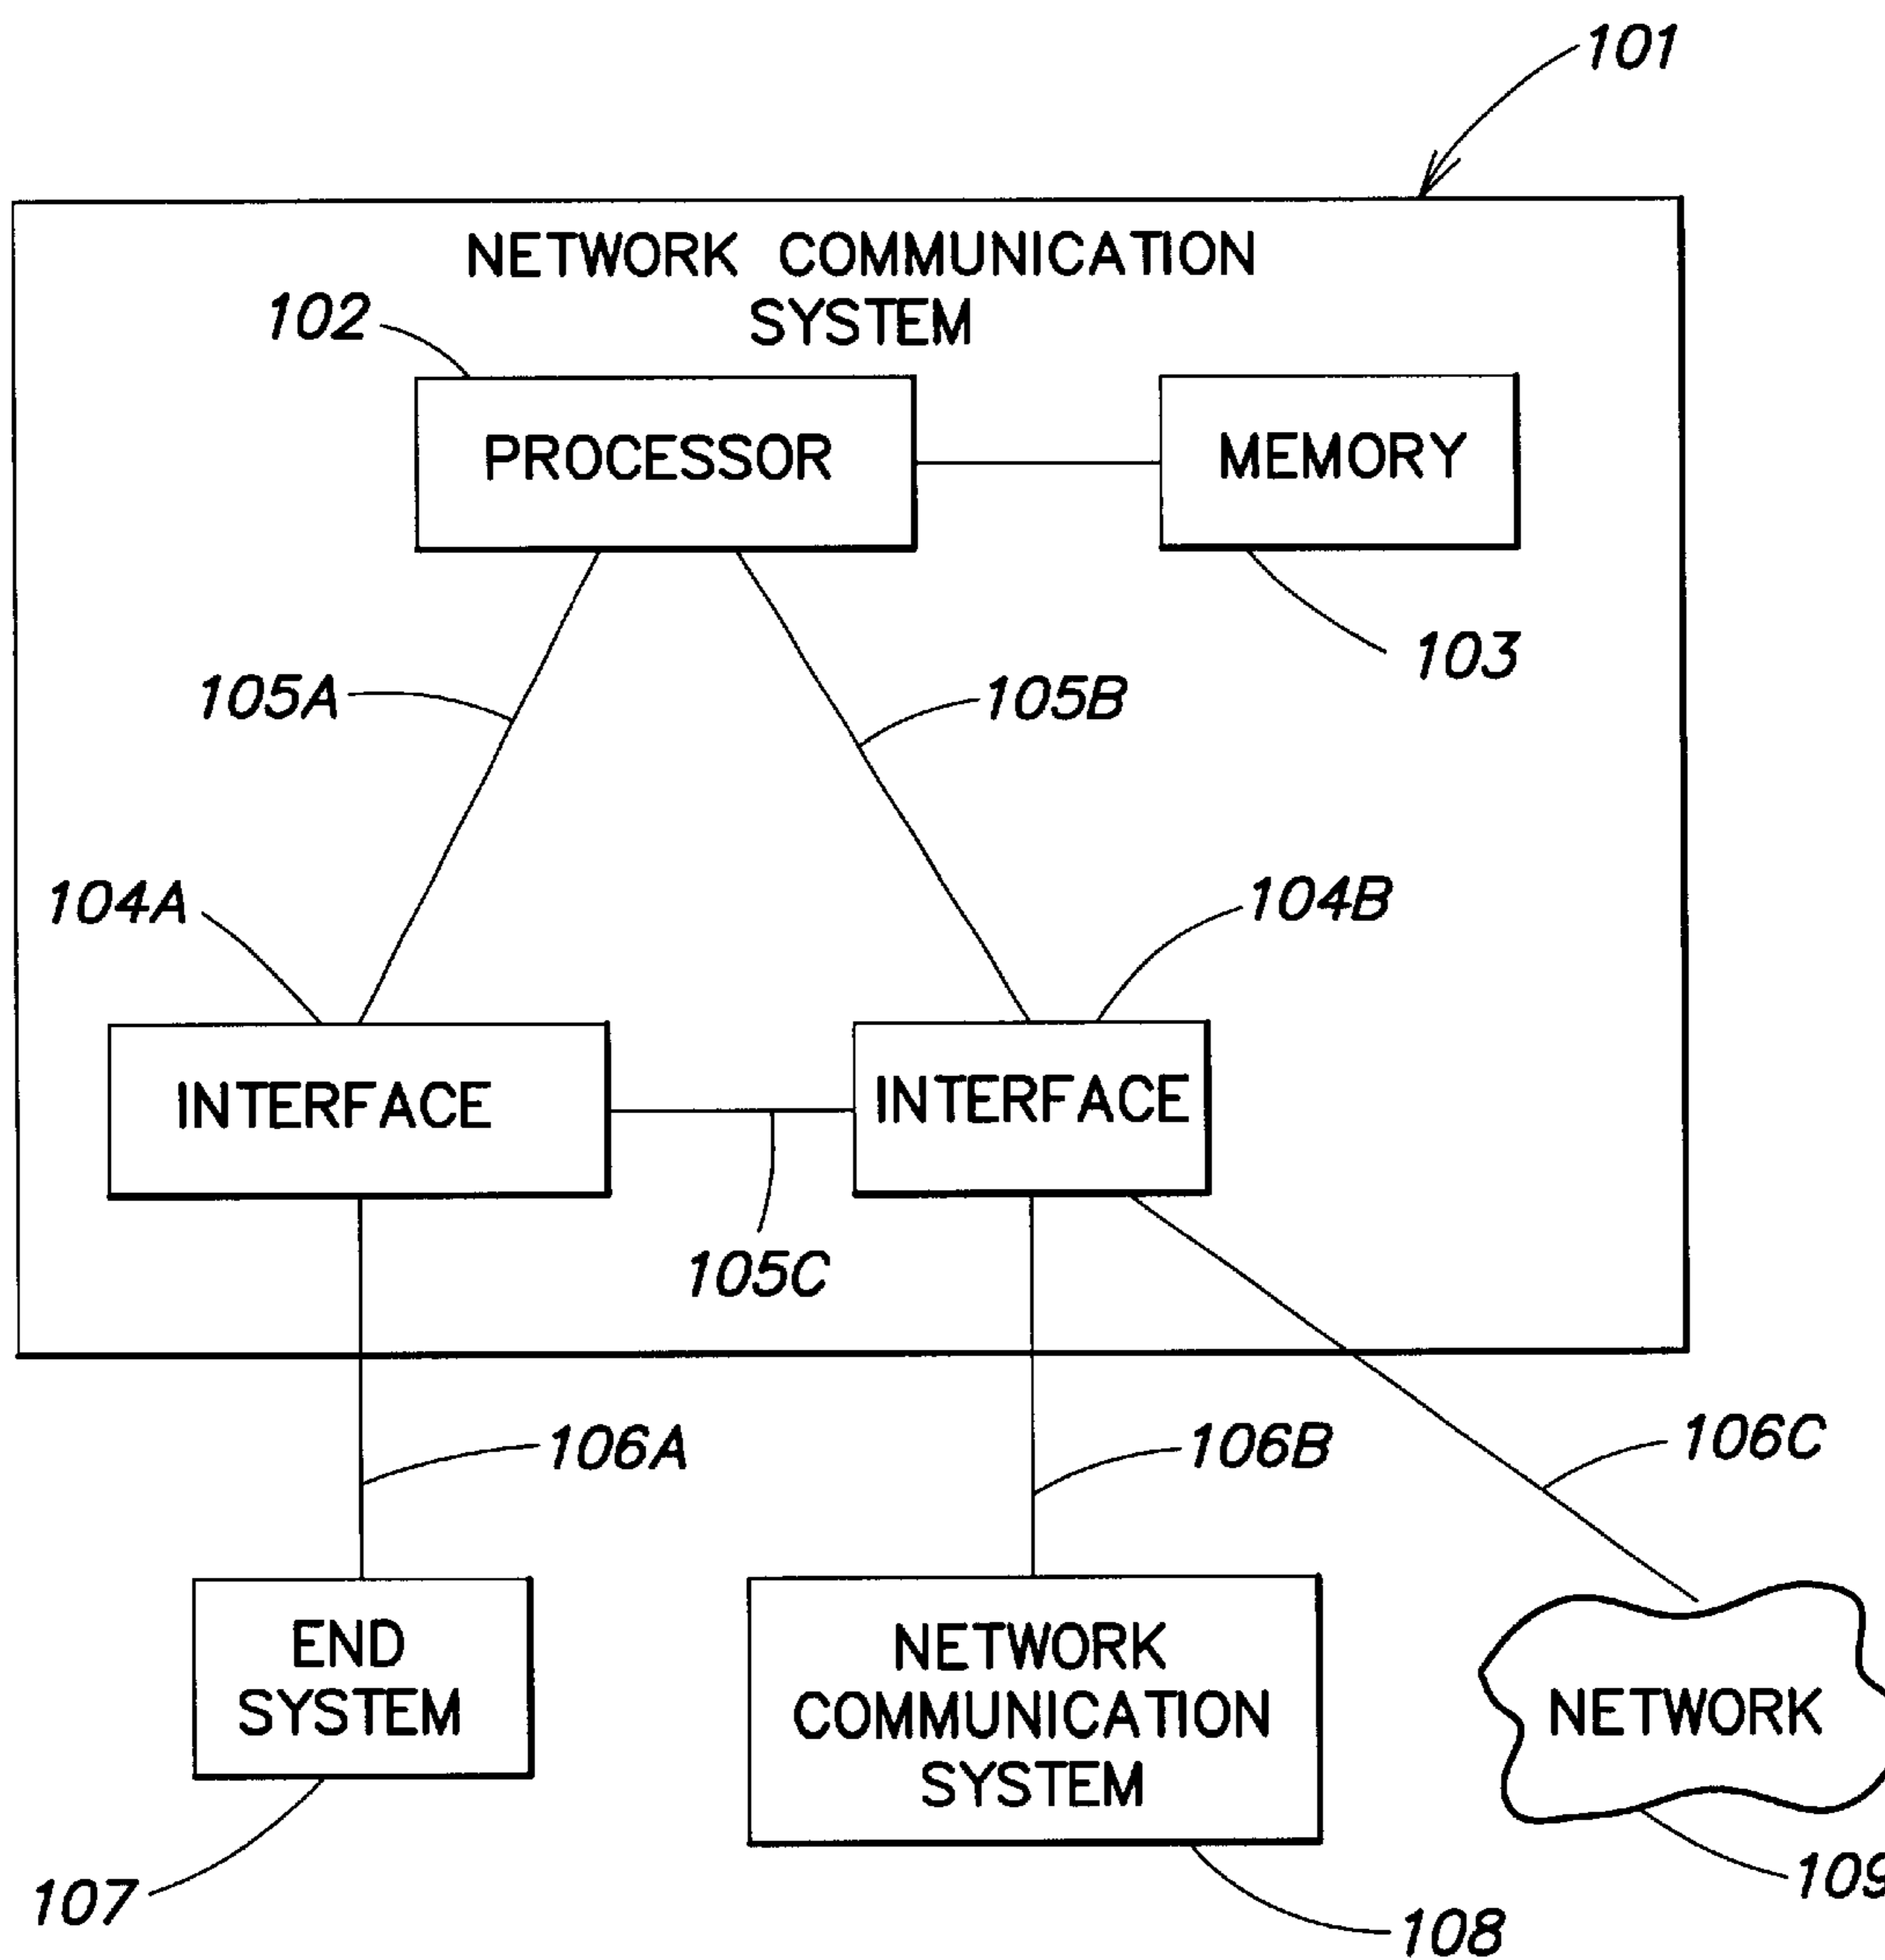 101
NETWORK COMMUNICATION
SYSTEM
102
PROCESSOR
MEMORY
103
105A
105B
104A
104B
INTERFACE
INTERFACE
105C
106A
106B
106C
END
SYSTEM
NETWORK
COMMUNICATION
SYSTEM
NETWORK
107
108
109